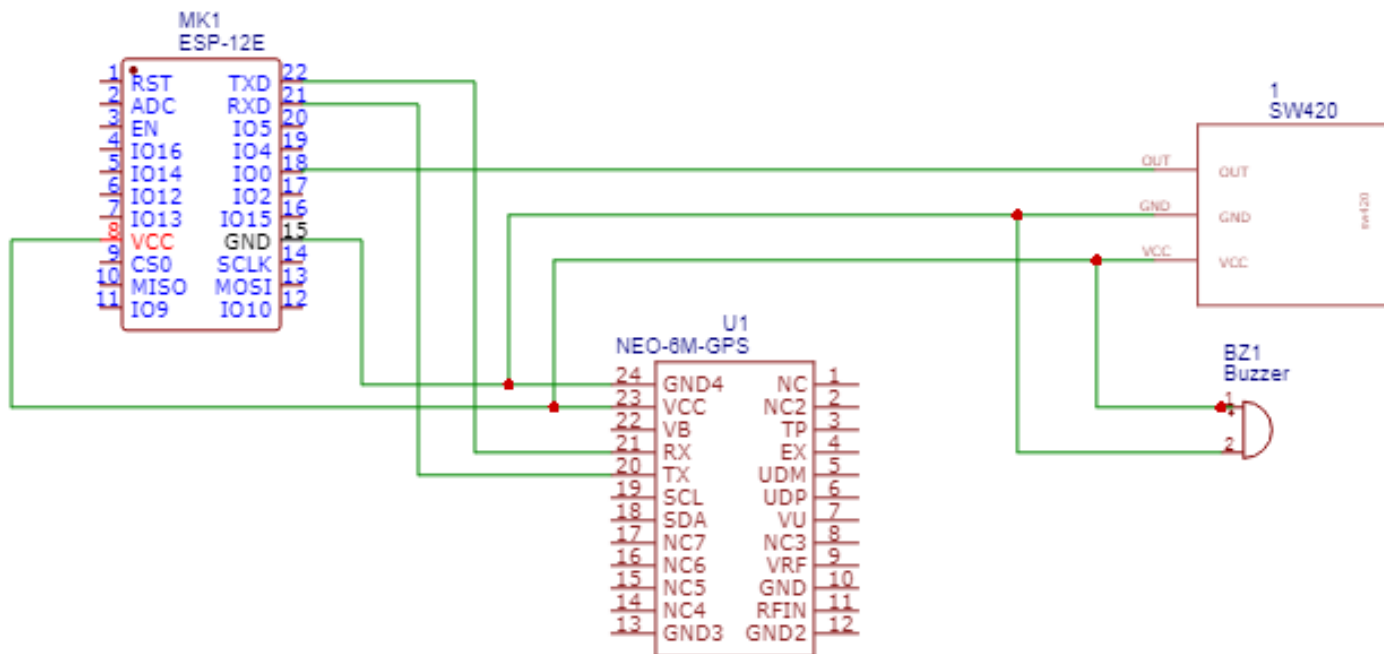 MK1
ESP-12E
1 RST TXD 22
2 ADC RXD 21
3 EN IO5 20
4 IO16 IO4 19
5 IO14 IO0 18
6 IO12 IO2 17
7 IO13 IO15 16
8 VCC GND 15
9 CS0 SCLK 14
10 MISO MOSI 13
11 IO9 IO10 12
1
SW420
OUT OUT
GND GND
VCC VCC
sw420
U1
NEO-6M-GPS
24 GND4 NC 1
23 VCC NC2 2
22 VB TP 3
21 RX EX 4
20 TX UDM 5
19 SCL UDP 6
18 SDA VU 7
17 NC7 NC3 8
16 NC6 VRF 9
15 NC5 GND 10
14 NC4 RFIN 11
13 GND3 GND2 12
BZ1
Buzzer
1
+
2